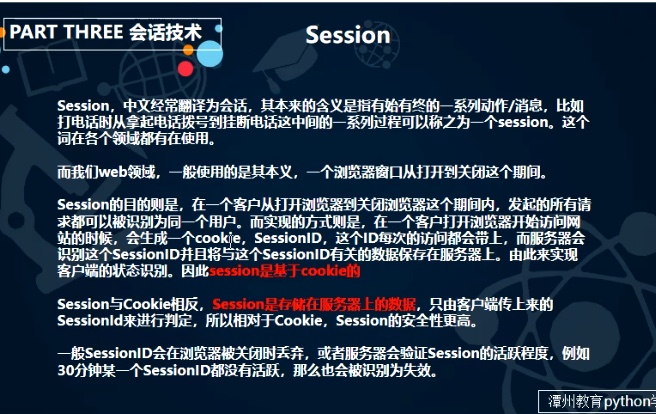 PART THREE 会话技术
Session
Session，中文经常翻译为会话，其本来的含义是指有始有终的一系列动作/消息，比如
打电话时从拿起电话拨号到挂断电话这中间的一系列过程可以称之为一个session。这个
词在各个领域都有在使用。
而我们web领域，一般使用的是其本义，一个浏览器窗口从打开到关闭这个期间。
Session的目的则是，在一个客户从打开浏览器到关闭浏览器这个期间内，发起的所有请
求都可以被识别为同一个用户。而实现的方式则是，在一个客户打开浏览器开始访问网
站的时候，会生成一个cookie，SessionID，这个ID每次的访问都会带上，而服务器会
识别这个SessionID并且将与这个SessionID有关的数据保存在服务器上。由此来实现
客户端的状态识别。因此session是基于cookie的
Session与Cookie相反，Session是存储在服务器上的数据，只由客户端传上来的
SessionId来进行判定，所以相对于Cookie，Session的安全性更高。
一般SessionID会在浏览器被关闭时丢弃，或者服务器会验证Session的活跃程度，例如
30分钟某一个SessionID都没有活跃，那么也会被识别为失效。
潭州教育python学